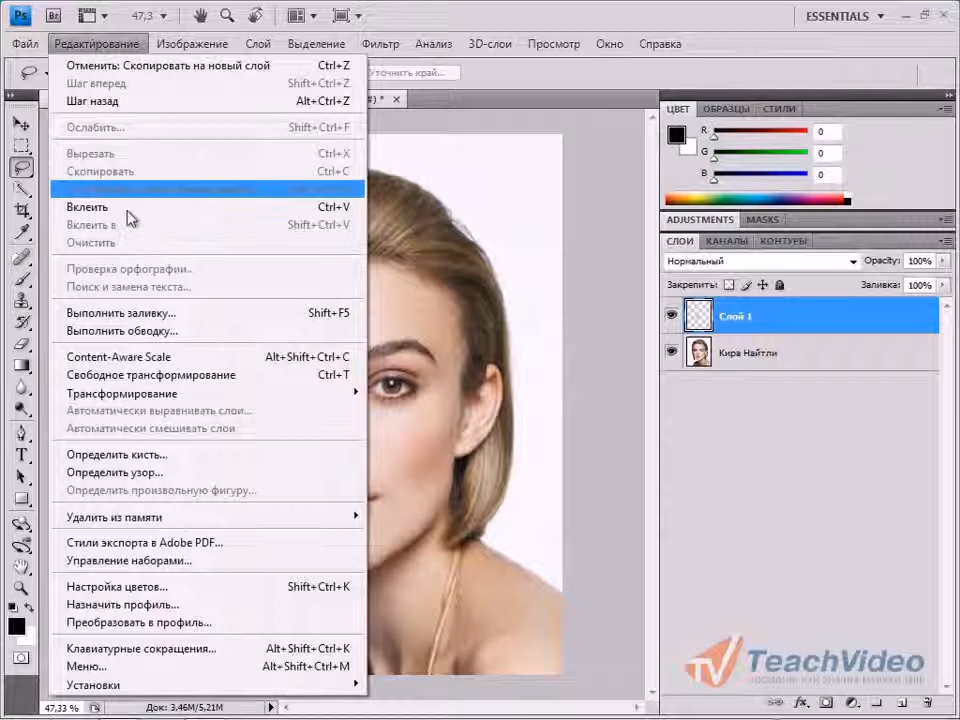 Ps Br 47,3 ESSENTIALS
Файл Редактирование Изображение Слой Выделение Фильтр Анализ 3D-слои Просмотр Окно Справка
Отменить: Скопировать на новый слой Ctrl+Z
Уточнить край...
Шаг вперед Shift+Ctrl+Z
Шаг назад Alt+Ctrl+Z
#) *
ЦВЕТ ОБРАЗЦЫ СТИЛИ
Ослабить... Shift+Ctrl+F
R 0
G 0
B 0
Вырезать Ctrl+X
Скопировать Ctrl+C
Вклеить Ctrl+V
Вклеить в Shift+Ctrl+V
Очистить
ADJUSTMENTS MASKS
СЛОИ КАНАЛЫ КОНТУРЫ
Нормальный Opacity: 100%
Закрепить: Заливка: 100%
Слой 1
Кира Найтли
Проверка орфографии...
Поиск и замена текста...
Выполнить заливку... Shift+F5
Выполнить обводку...
Content-Aware Scale Alt+Shift+Ctrl+C
Свободное трансформирование Ctrl+T
Трансформирование
Автоматически выравнивать слои...
Автоматически смешивать слои
Определить кисть...
Определить узор...
Определить произвольную фигуру...
Удалить из памяти
Стили экспорта в Adobe PDF...
Управление наборами...
Настройка цветов... Shift+Ctrl+K
Назначить профиль...
Преобразовать в профиль...
Клавиатурные сокращения... Alt+Shift+Ctrl+K
Меню... Alt+Shift+Ctrl+M
Установки
TV TeachVideo
47,33 % Док: 3,46M/5,21M